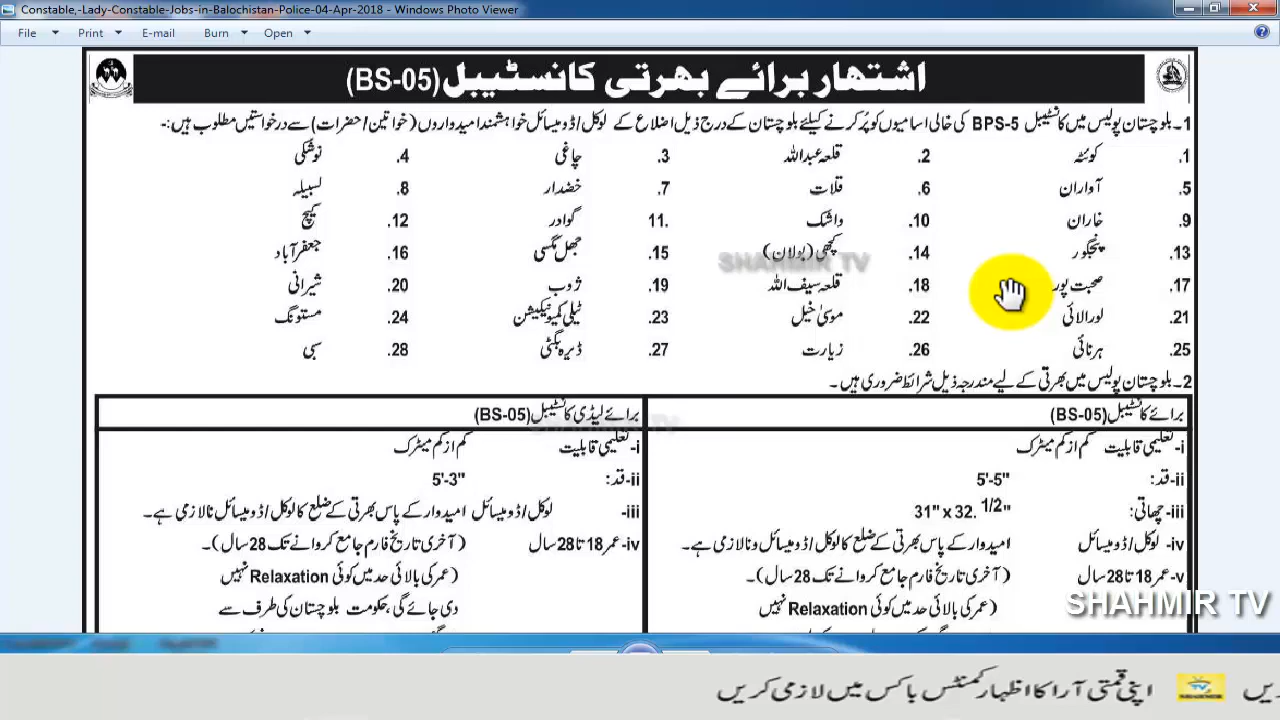 Constable,-Lady-Constable-Jobs-in-Balochistan-Police-04-Apr-2018 - Windows Photo Viewer
File Print E-mail Burn Open
اشتہار برائے بھرتی کانسٹیبل (BS-05)
1۔ بلوچستان پولیس میں کانسٹیبل BPS-5 کی خالی اسامیوں کو پُر کرنے کیلئے بلوچستان کے درج ذیل اضلاع کے لوکل/ڈومیسائل خواہشمند امیدواروں (خواتین/حضرات) سے درخواستیں مطلوب ہیں:-
1. کوئٹہ 2. قلعہ عبداللہ 3. چاغی 4. نوشکی
5. آواران 6. قلات 7. خضدار 8. لسبیلہ
9. خاران 10. واشک 11. گوادر 12. کیچ
13. پنجگور 14. کچھی (بولان) 15. جھل مگسی 16. جعفرآباد
SHAHMIR TV
17. صحبت پور 18. قلعہ سیف اللہ 19. ژوب 20. شیرانی
21. لورالائی 22. موسیٰ خیل 23. ٹیلی کمیونیکیشن 24. مستونگ
25. ہرنائی 26. زیارت 27. ڈیرہ بگٹی 28. سبی
2۔ بلوچستان پولیس میں بھرتی کے لیے مندرجہ ذیل شرائط ضروری ہیں۔
برائے کانسٹیبل (BS-05)
i- تعلیمی قابلیت کم از کم میٹرک
ii- قد: 5'-5"
iii- چھاتی: 31" x 32. 1/2"
iv- لوکل/ڈومیسائل امیدوار کے پاس بھرتی کے ضلع کا لوکل/ڈومیسائل ونالازمی ہے۔
v- عمر 18 تا 28 سال (آخری تاریخ فارم جامع کروانے تک 28 سال)۔
(عمر کی بالائی حد میں کوئی Relaxation نہیں
برائے لیڈی کانسٹیبل (BS-05)
SHAHMIR TV
i- تعلیمی قابلیت کم از کم میٹرک
ii- قد: 5'-3"
iii- لوکل/ڈومیسائل امیدوار کے پاس بھرتی کے ضلع کا لوکل/ڈومیسائل نالازمی ہے۔
iv- عمر 18 تا 28 سال (آخری تاریخ فارم جامع کروانے تک 28 سال)۔
(عمر کی بالائی حد میں کوئی Relaxation نہیں
دی جائے گی، حکومت بلوچستان کی طرف سے
SHAHMIR TV
اپنی قمتی آرا کا اظہار کمنٹس باکس میں لازمی کریں